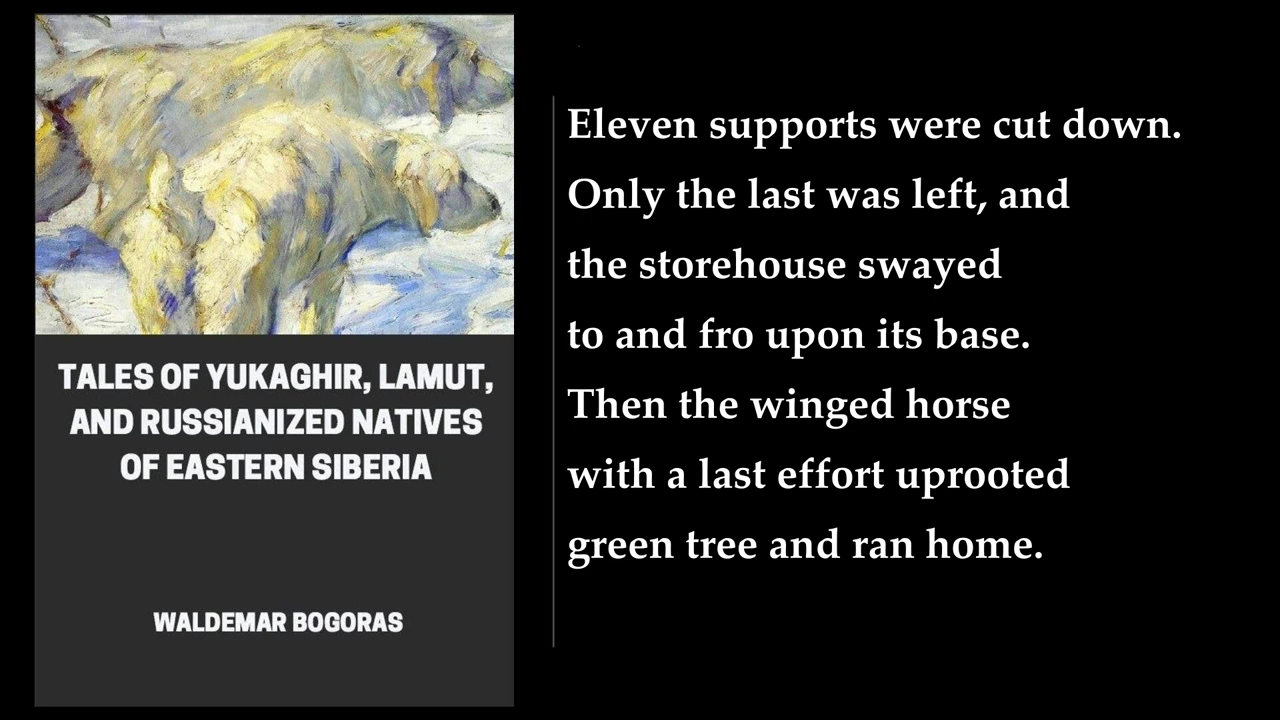 TALES OF YUKAGHIR, LAMUT,
AND RUSSIANIZED NATIVES
OF EASTERN SIBERIA
WALDEMAR BOGORAS
Eleven supports were cut down.
Only the last was left, and
the storehouse swayed
to and fro upon its base.
Then the winged horse
with a last effort uprooted
green tree and ran home.